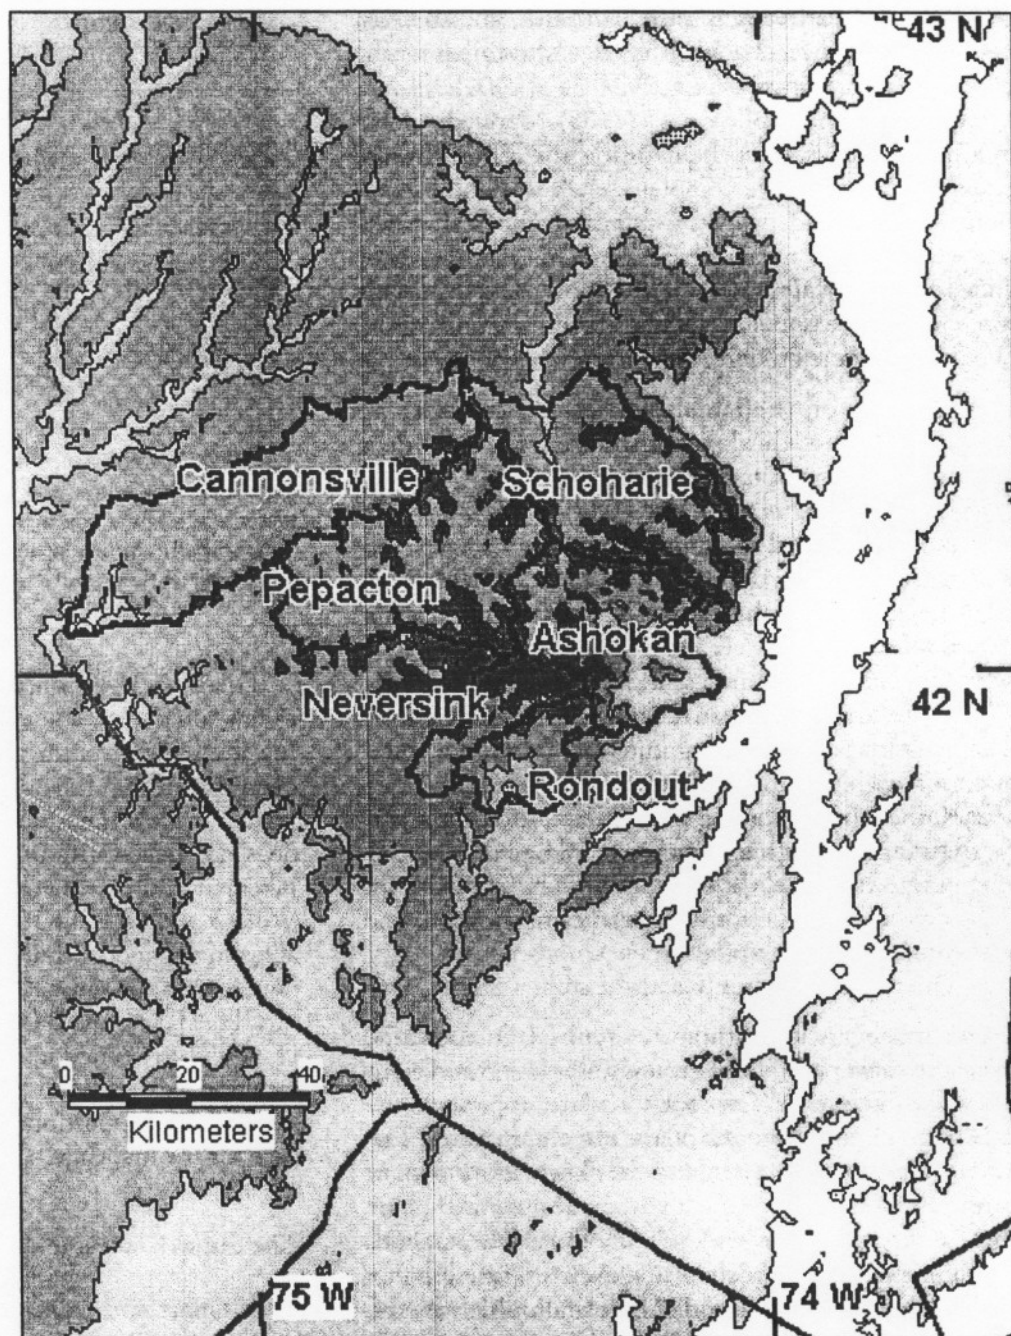 43 N
Cannonsville
Schoharie
Pepacton
Ashokan
Neversink
42 N
Rondout
0 20 40
Kilometers
75 W
74 W